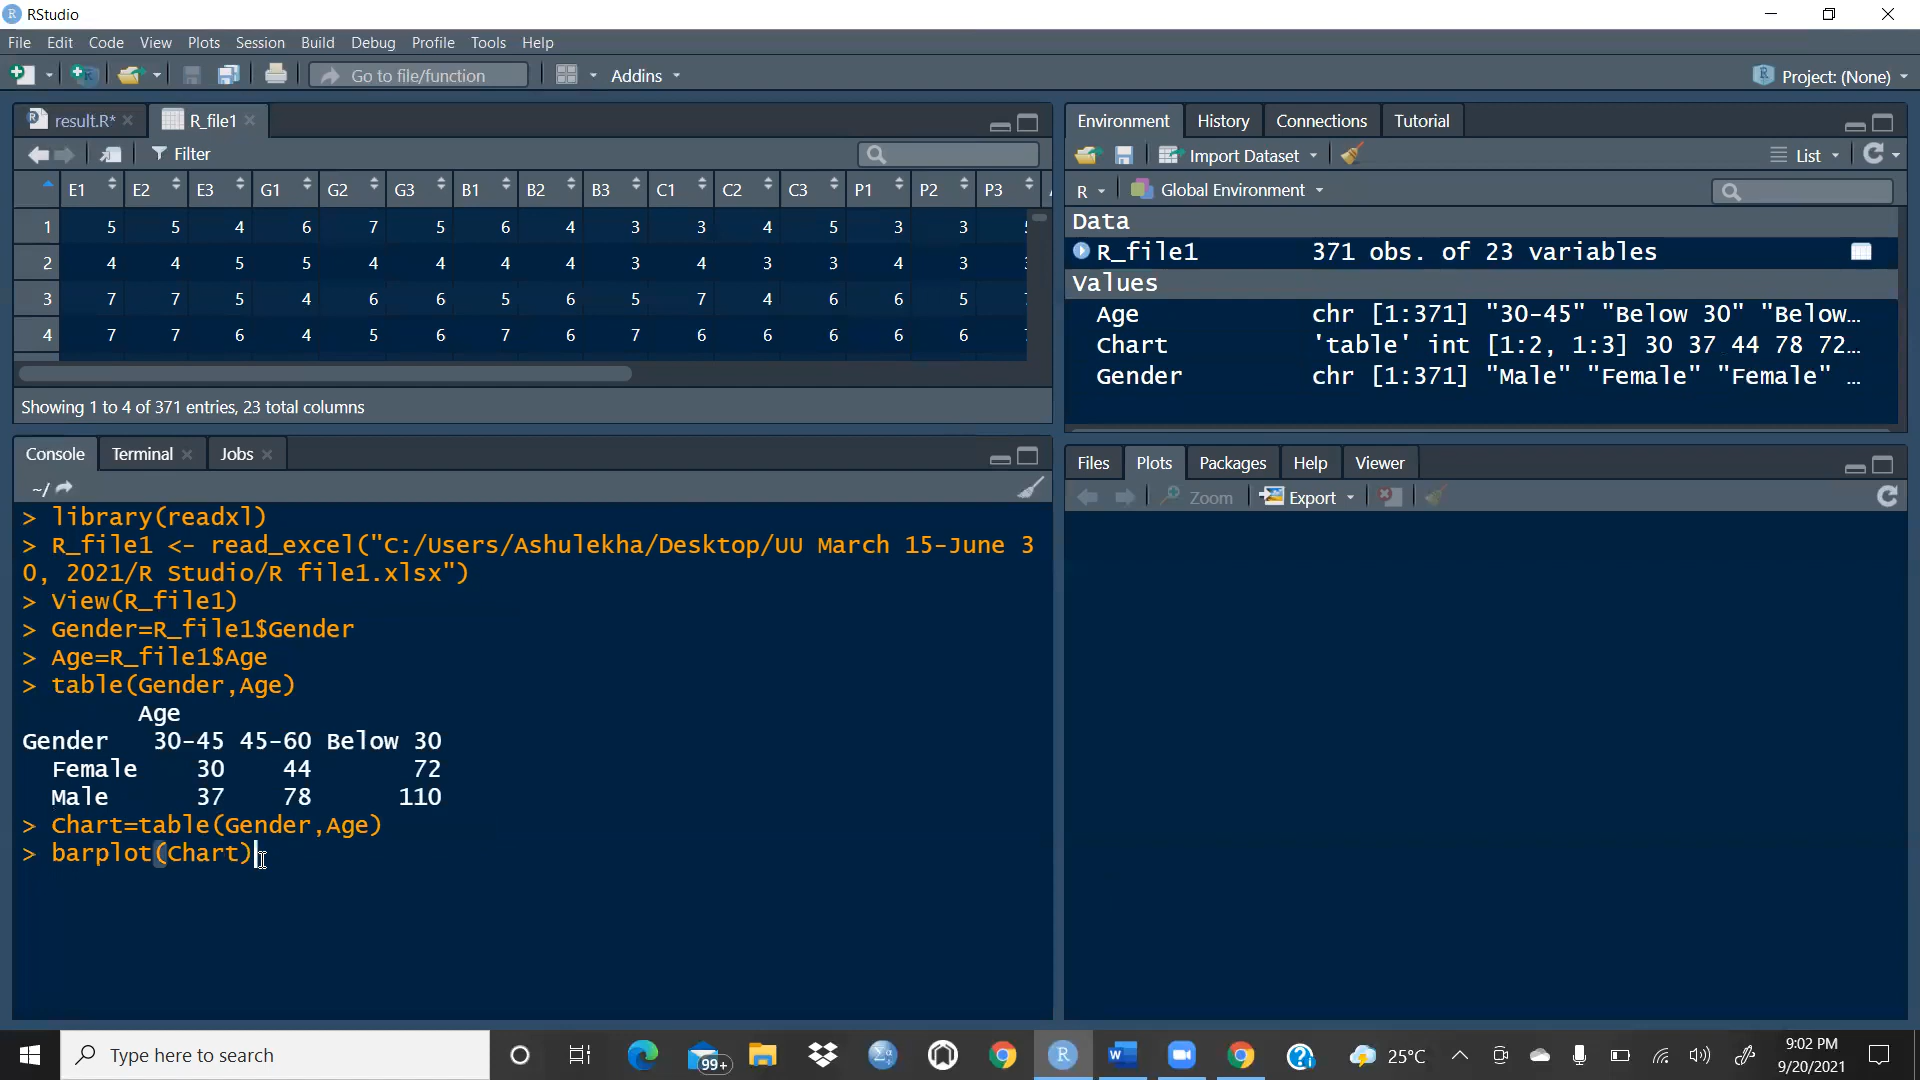 RStudio
File Edit Code View Plots Session Build Debug Profile Tools Help
Go to file/function Addins Project: (None)
result.R* R_file1
Filter
E1 E2 E3 G1 G2 G3 B1 B2 B3 C1 C2 C3 P1 P2 P3
1 5 5 4 6 7 5 6 4 3 3 4 5 3 3
2 4 4 5 5 4 4 4 4 3 4 3 3 4 3
3 7 7 5 4 6 6 5 6 5 7 4 6 6 5
4 7 7 6 4 5 6 7 6 7 6 6 6 6 6
Showing 1 to 4 of 371 entries, 23 total columns
Console Terminal Jobs
~/
> library(readxl)
> R_file1 <- read_excel("C:/Users/Ashulekha/Desktop/UU March 15-June 3
0, 2021/R Studio/R file1.xlsx")
> View(R_file1)
> Gender=R_file1$Gender
> Age=R_file1$Age
> table(Gender,Age)
Age
Gender 30-45 45-60 Below 30
Female 30 44 72
Male 37 78 110
> Chart=table(Gender,Age)
> barplot(Chart)
Environment History Connections Tutorial
Import Dataset List
R Global Environment
Data
R_file1 371 obs. of 23 variables
Values
Age chr [1:371] "30-45" "Below 30" "Below…
Chart 'table' int [1:2, 1:3] 30 37 44 78 72…
Gender chr [1:371] "Male" "Female" "Female" …
Files Plots Packages Help Viewer
Zoom Export
Type here to search 99+ 25°C 9:02 PM
9/20/2021